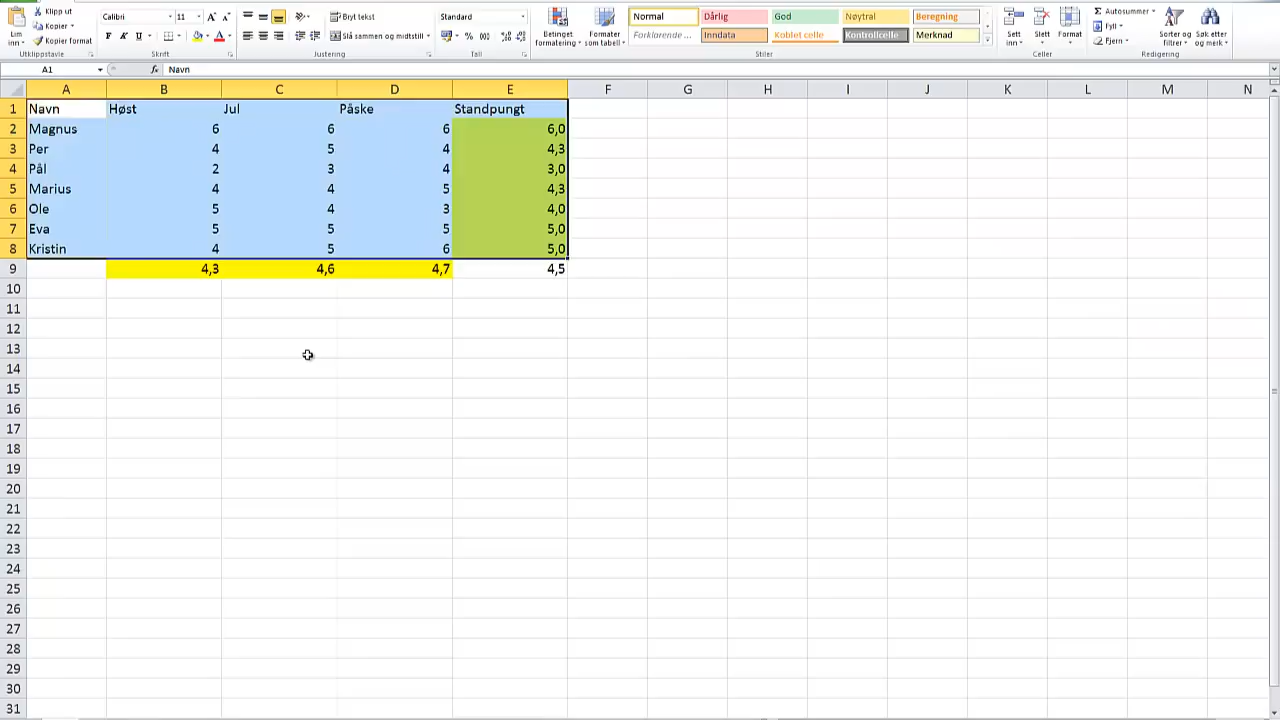 Klipp ut
Kopier
Kopier format
Lim
inn
Utklippstavle
Calibri 11
F K U
Skrift
Bryt tekst
Slå sammen og midtstill
Justering
Standard
% 000
Tall
Betinget
formatering
Formater
som tabell
Normal Dårlig God Nøytral Beregning
Forklarende ... Inndata Koblet celle Kontrollcelle Merknad
Stiler
Sett
inn
Slett
Format
Celler
Autosummer
Fyll
Fjern
Sorter og
filtrer
Søk etter
og merk
Redigering
A1 fx Navn
A B C D E F G H I J K L M N
1 Navn Høst Jul Påske Standpungt
2 Magnus 6 6 6 6,0
3 Per 4 5 4 4,3
4 Pål 2 3 4 3,0
5 Marius 4 4 5 4,3
6 Ole 5 4 3 4,0
7 Eva 5 5 5 5,0
8 Kristin 4 5 6 5,0
9 4,3 4,6 4,7 4,5
10
11
12
13
14
15
16
17
18
19
20
21
22
23
24
25
26
27
28
29
30
31